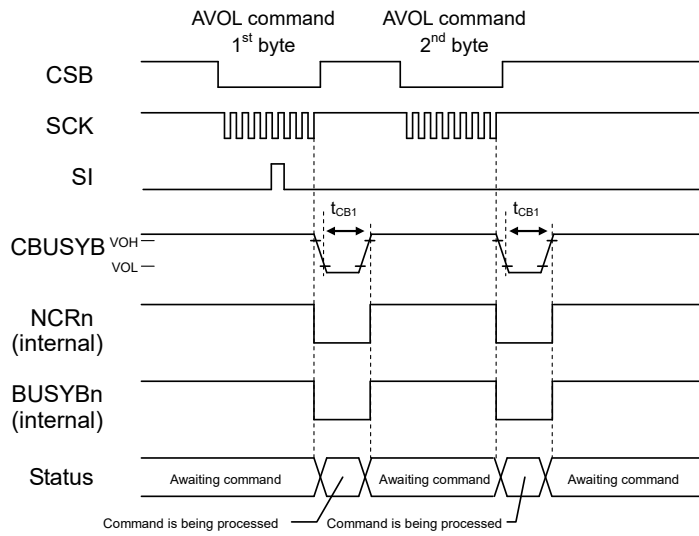 AVOL command
1st byte
AVOL command
2nd byte
CSB
SCK
SI
tCB1
tCB1
CBUSYB
VOH
VOL
NCRn
(internal)
BUSYBn
(internal)
Status
Awaiting command
Awaiting command
Awaiting command
Command is being processed
Command is being processed